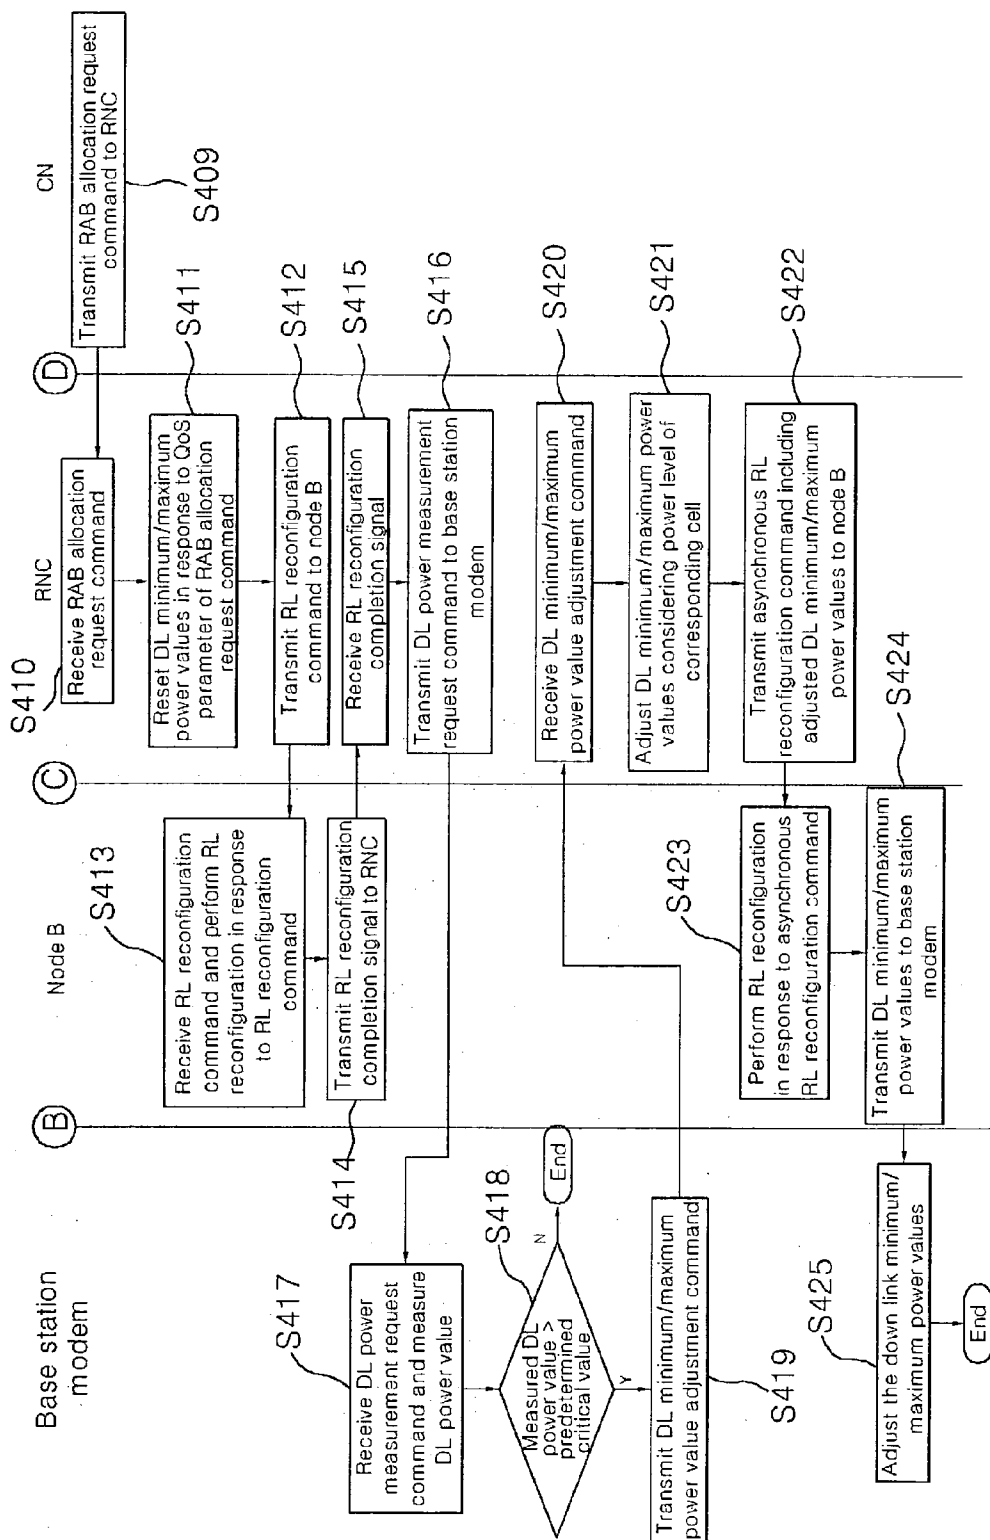 Base station
modem
B
Node B
C
RNC
D
CN
Transmit RAB allocation request
command to RNC
S409
S410
Receive RAB allocation
request command
Reset DL minimum/maximum
power values in response to QoS
parameter of RAB allocation
request command
S411
Transmit RL reconfiguration
command to node B
S412
S413
Receive RL reconfiguration
command and perform RL
reconfiguration in response
to RL reconfiguration
command
S414
Transmit RL reconfiguration
completion signal to RNC
Receive RL reconfiguration
completion signal
S415
Transmit DL power measurement
request command to base station
modem
S416
S417
Receive DL power
measurement request
command and measure
DL power value
S418
Measured DL
power value >
predetermined
critical value
N
End
Y
Transmit DL minimum/maximum
power value adjustment command
S419
Receive DL minimum/maximum
power value adjustment command
S420
Adjust DL minimum/maximum power
values considering power level of
corresponding cell
S421
Transmit asynchronous RL
reconfiguration command including
adjusted DL minimum/maximum
power values to node B
S422
S423
Perform RL reconfiguration
in response to asynchronous
RL reconfiguration command
S424
Transmit DL minimum/maximum
power values to base station
modem
S425
Adjust the down link minimum/
maximum power values
End